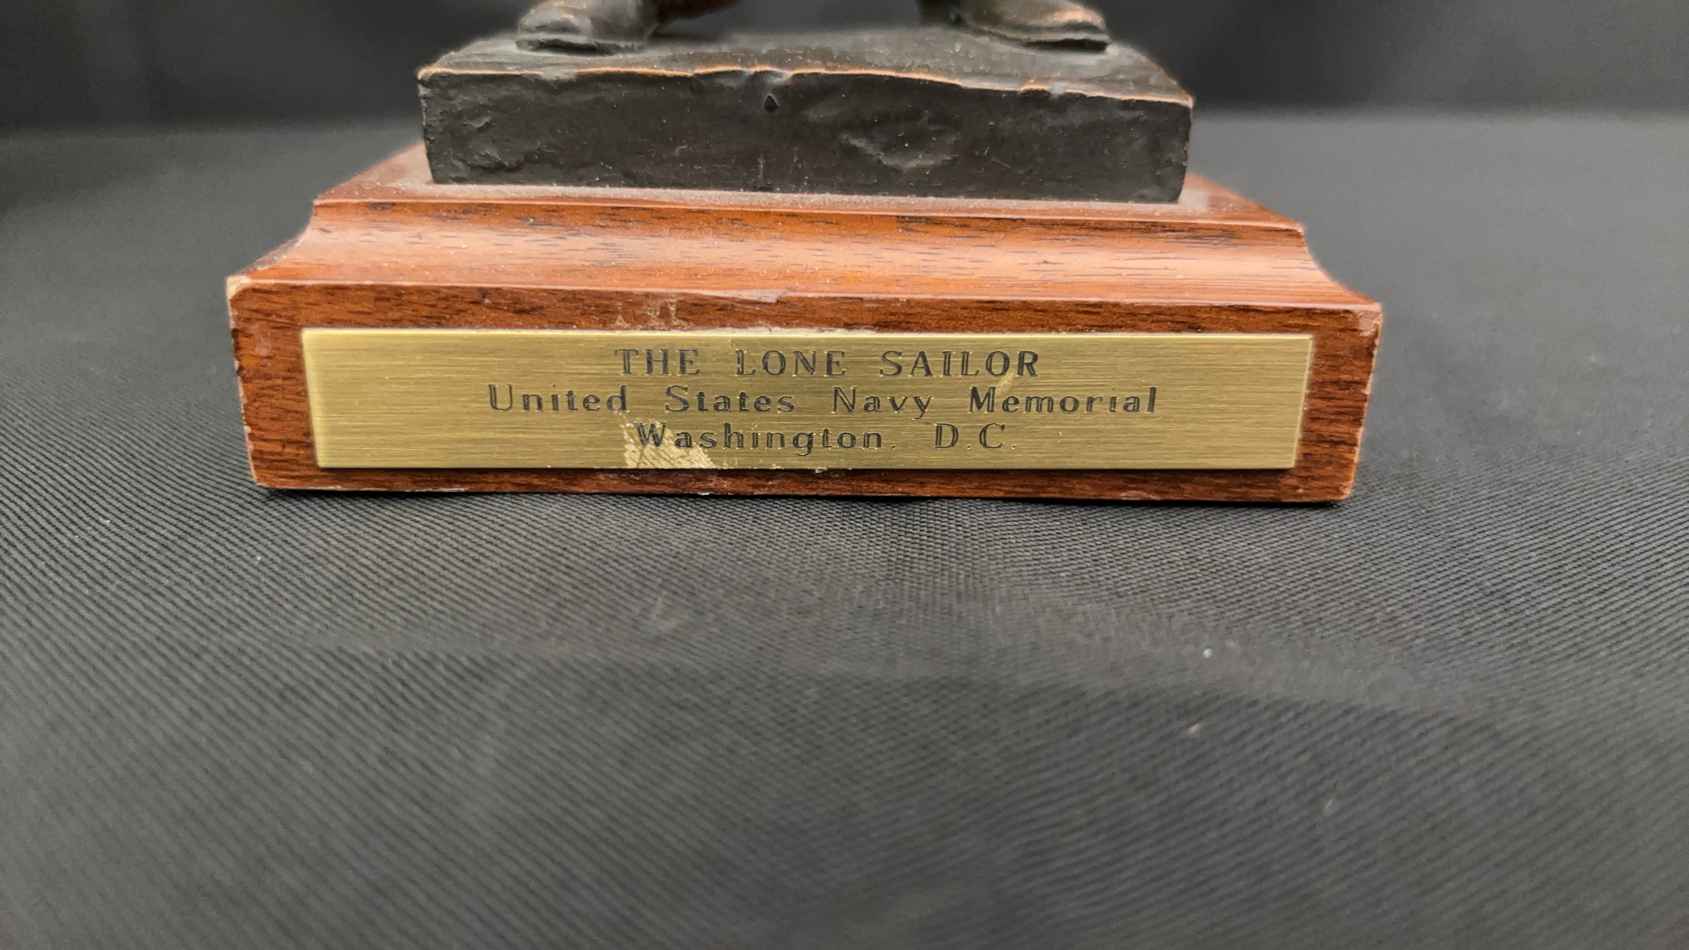 THE LONE SAILOR
United States Navy Memorial
Washington, D.C.